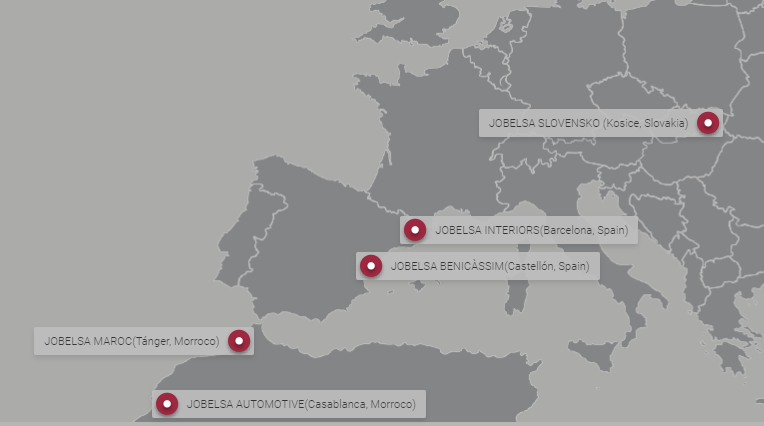 JOBELSA SLOVENSKO (Kosice, Slovakia)
JOBELSA INTERIORS(Barcelona, Spain)
JOBELSA BENICÀSSIM(Castellón, Spain)
JOBELSA MAROC(Tánger, Morroco)
JOBELSA AUTOMOTIVE(Casablanca, Morroco)